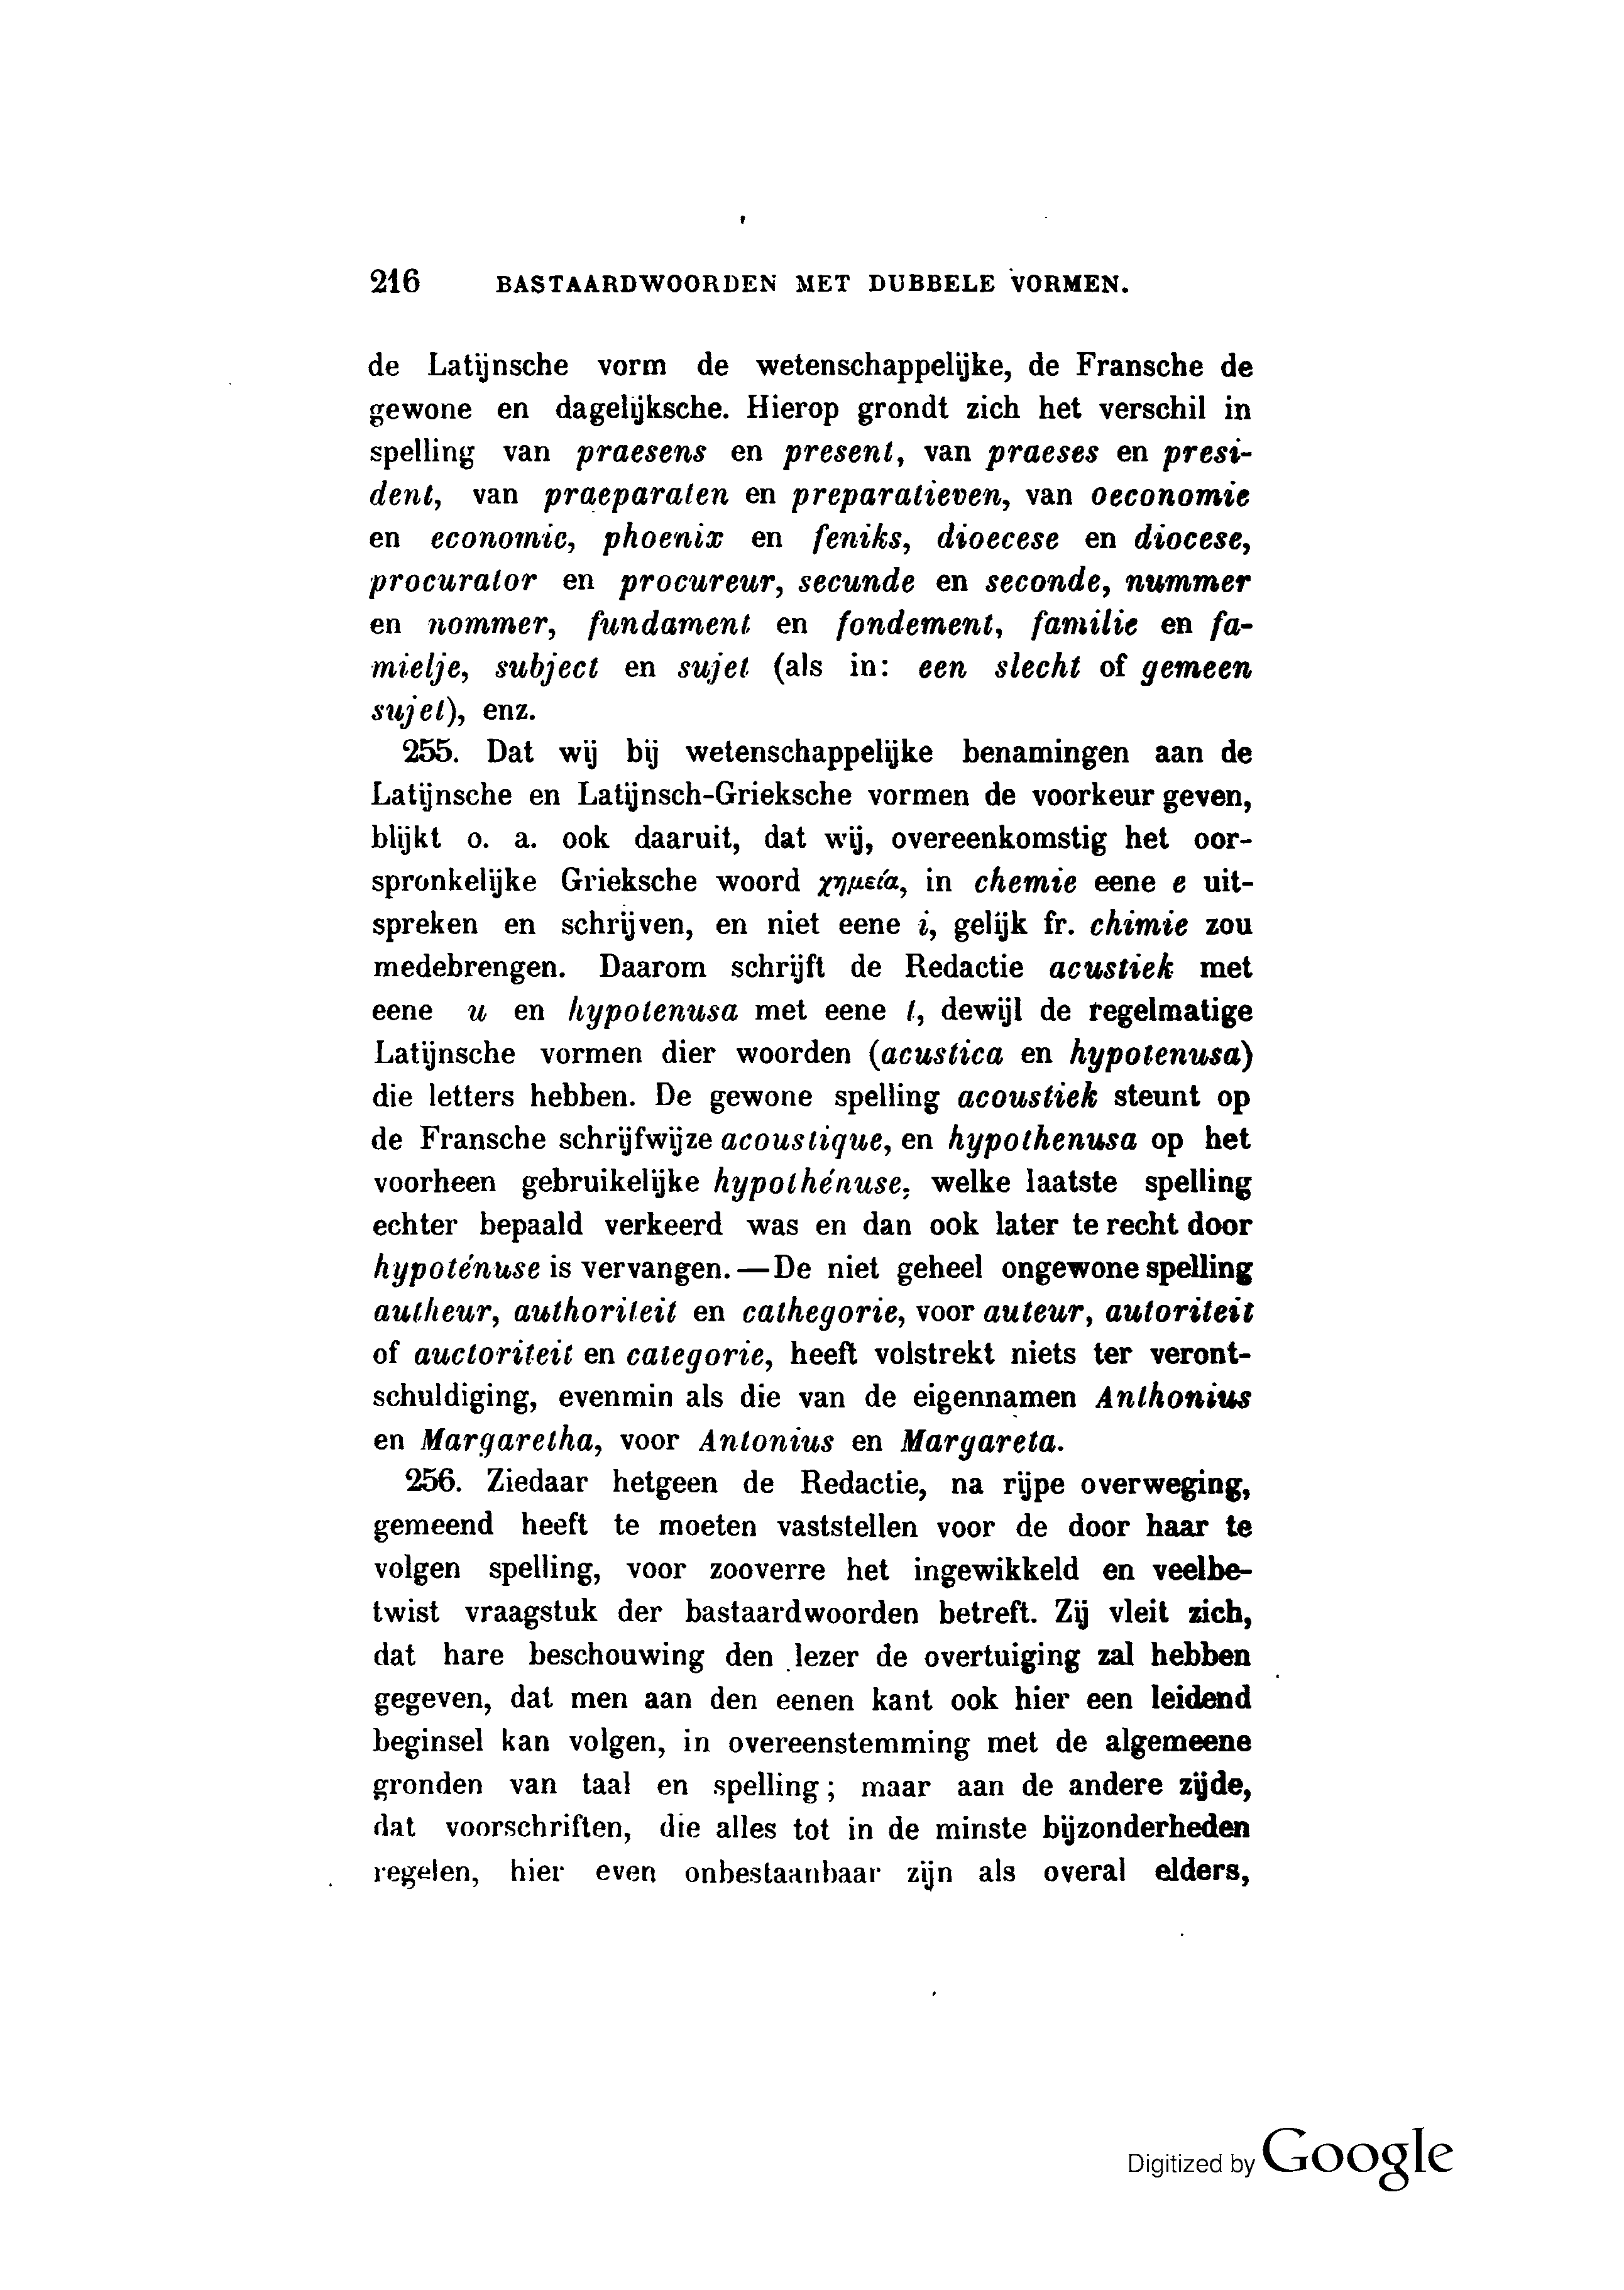 216 BASTAARDWOORDEN MET DUBBELE VORMEN.
de Latijnsche vorm de wetenschappelijke, de Fransche de
gewone en dagelijksche. Hierop grondt zich het verschil in
spelling van praesens en present, van praeses en presi-
dent, van praeparaten en preparatieven, van oeconomie
en economie, phoenix en feniks, dioecese en diocese,
procurator en procureur, secunde en seconde, nummer
en nommer, fundament en fondement, familie en fa-
mielje, subject en sujet (als in: een slecht of gemeen
sujet), enz.
255. Dat wij bij wetenschappelijke benamingen aan de
Latijnsche en Latijnsch-Grieksche vormen de voorkeur geven,
blijkt o. a. ook daaruit, dat wij, overeenkomstig het oor-
spronkelijke Grieksche woord χημεία, in chemie eene e uit-
spreken en schrijven, en niet eene i, gelijk fr. chimie zou
medebrengen. Daarom schrijft de Redactie acustiek met
eene u en hypotenusa met eene t, dewijl de regelmatige
Latijnsche vormen dier woorden (acustica en hypotenusa)
die letters hebben. De gewone spelling acoustiek steunt op
de Fransche schrijfwijze acoustique, en hypothenusa op het
voorheen gebruikelijke hypothénuse, welke laatste spelling
echter bepaald verkeerd was en dan ook later te recht door
hypoténuse is vervangen. — De niet geheel ongewone spelling
autheur, authoriteit en cathegorie, voor auteur, autoriteit
of auctoriteit en categorie, heeft volstrekt niets ter veront-
schuldiging, evenmin als die van de eigennamen Anthonius
en Margaretha, voor Antonius en Margareta.
256. Ziedaar hetgeen de Redactie, na rijpe overweging,
gemeend heeft te moeten vaststellen voor de door haar te
volgen spelling, voor zooverre het ingewikkeld en veelbe-
twist vraagstuk der bastaardwoorden betreft. Zij vleit zich,
dat hare beschouwing den lezer de overtuiging zal hebben
gegeven, dat men aan den eenen kant ook hier een leidend
beginsel kan volgen, in overeenstemming met de algemeene
gronden van taal en spelling; maar aan de andere zijde,
dat voorschriften, die alles tot in de minste bijzonderheden
regelen, hier even onbestaanbaar zijn als overal elders,
Digitized by Google